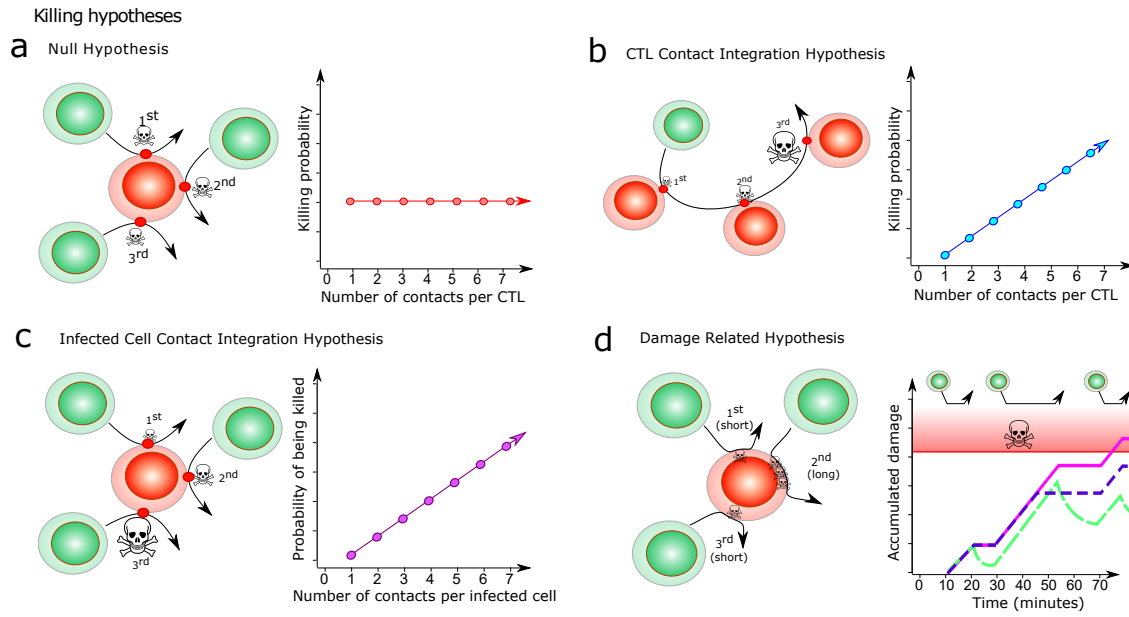 Killing hypotheses
a Null Hypothesis
1st
2nd
3rd
Killing probability
0 1 2 3 4 5 6 7
Number of contacts per CTL
b CTL Contact Integration Hypothesis
1st
2nd
3rd
Killing probability
0 1 2 3 4 5 6 7
Number of contacts per CTL
c Infected Cell Contact Integration Hypothesis
1st
2nd
3rd
Probability of being killed
0 1 2 3 4 5 6 7
Number of contacts per infected cell
d Damage Related Hypothesis
1st
(short)
2nd
(long)
3rd
(short)
Accumulated damage
0 10 20 30 40 50 60 70
Time (minutes)